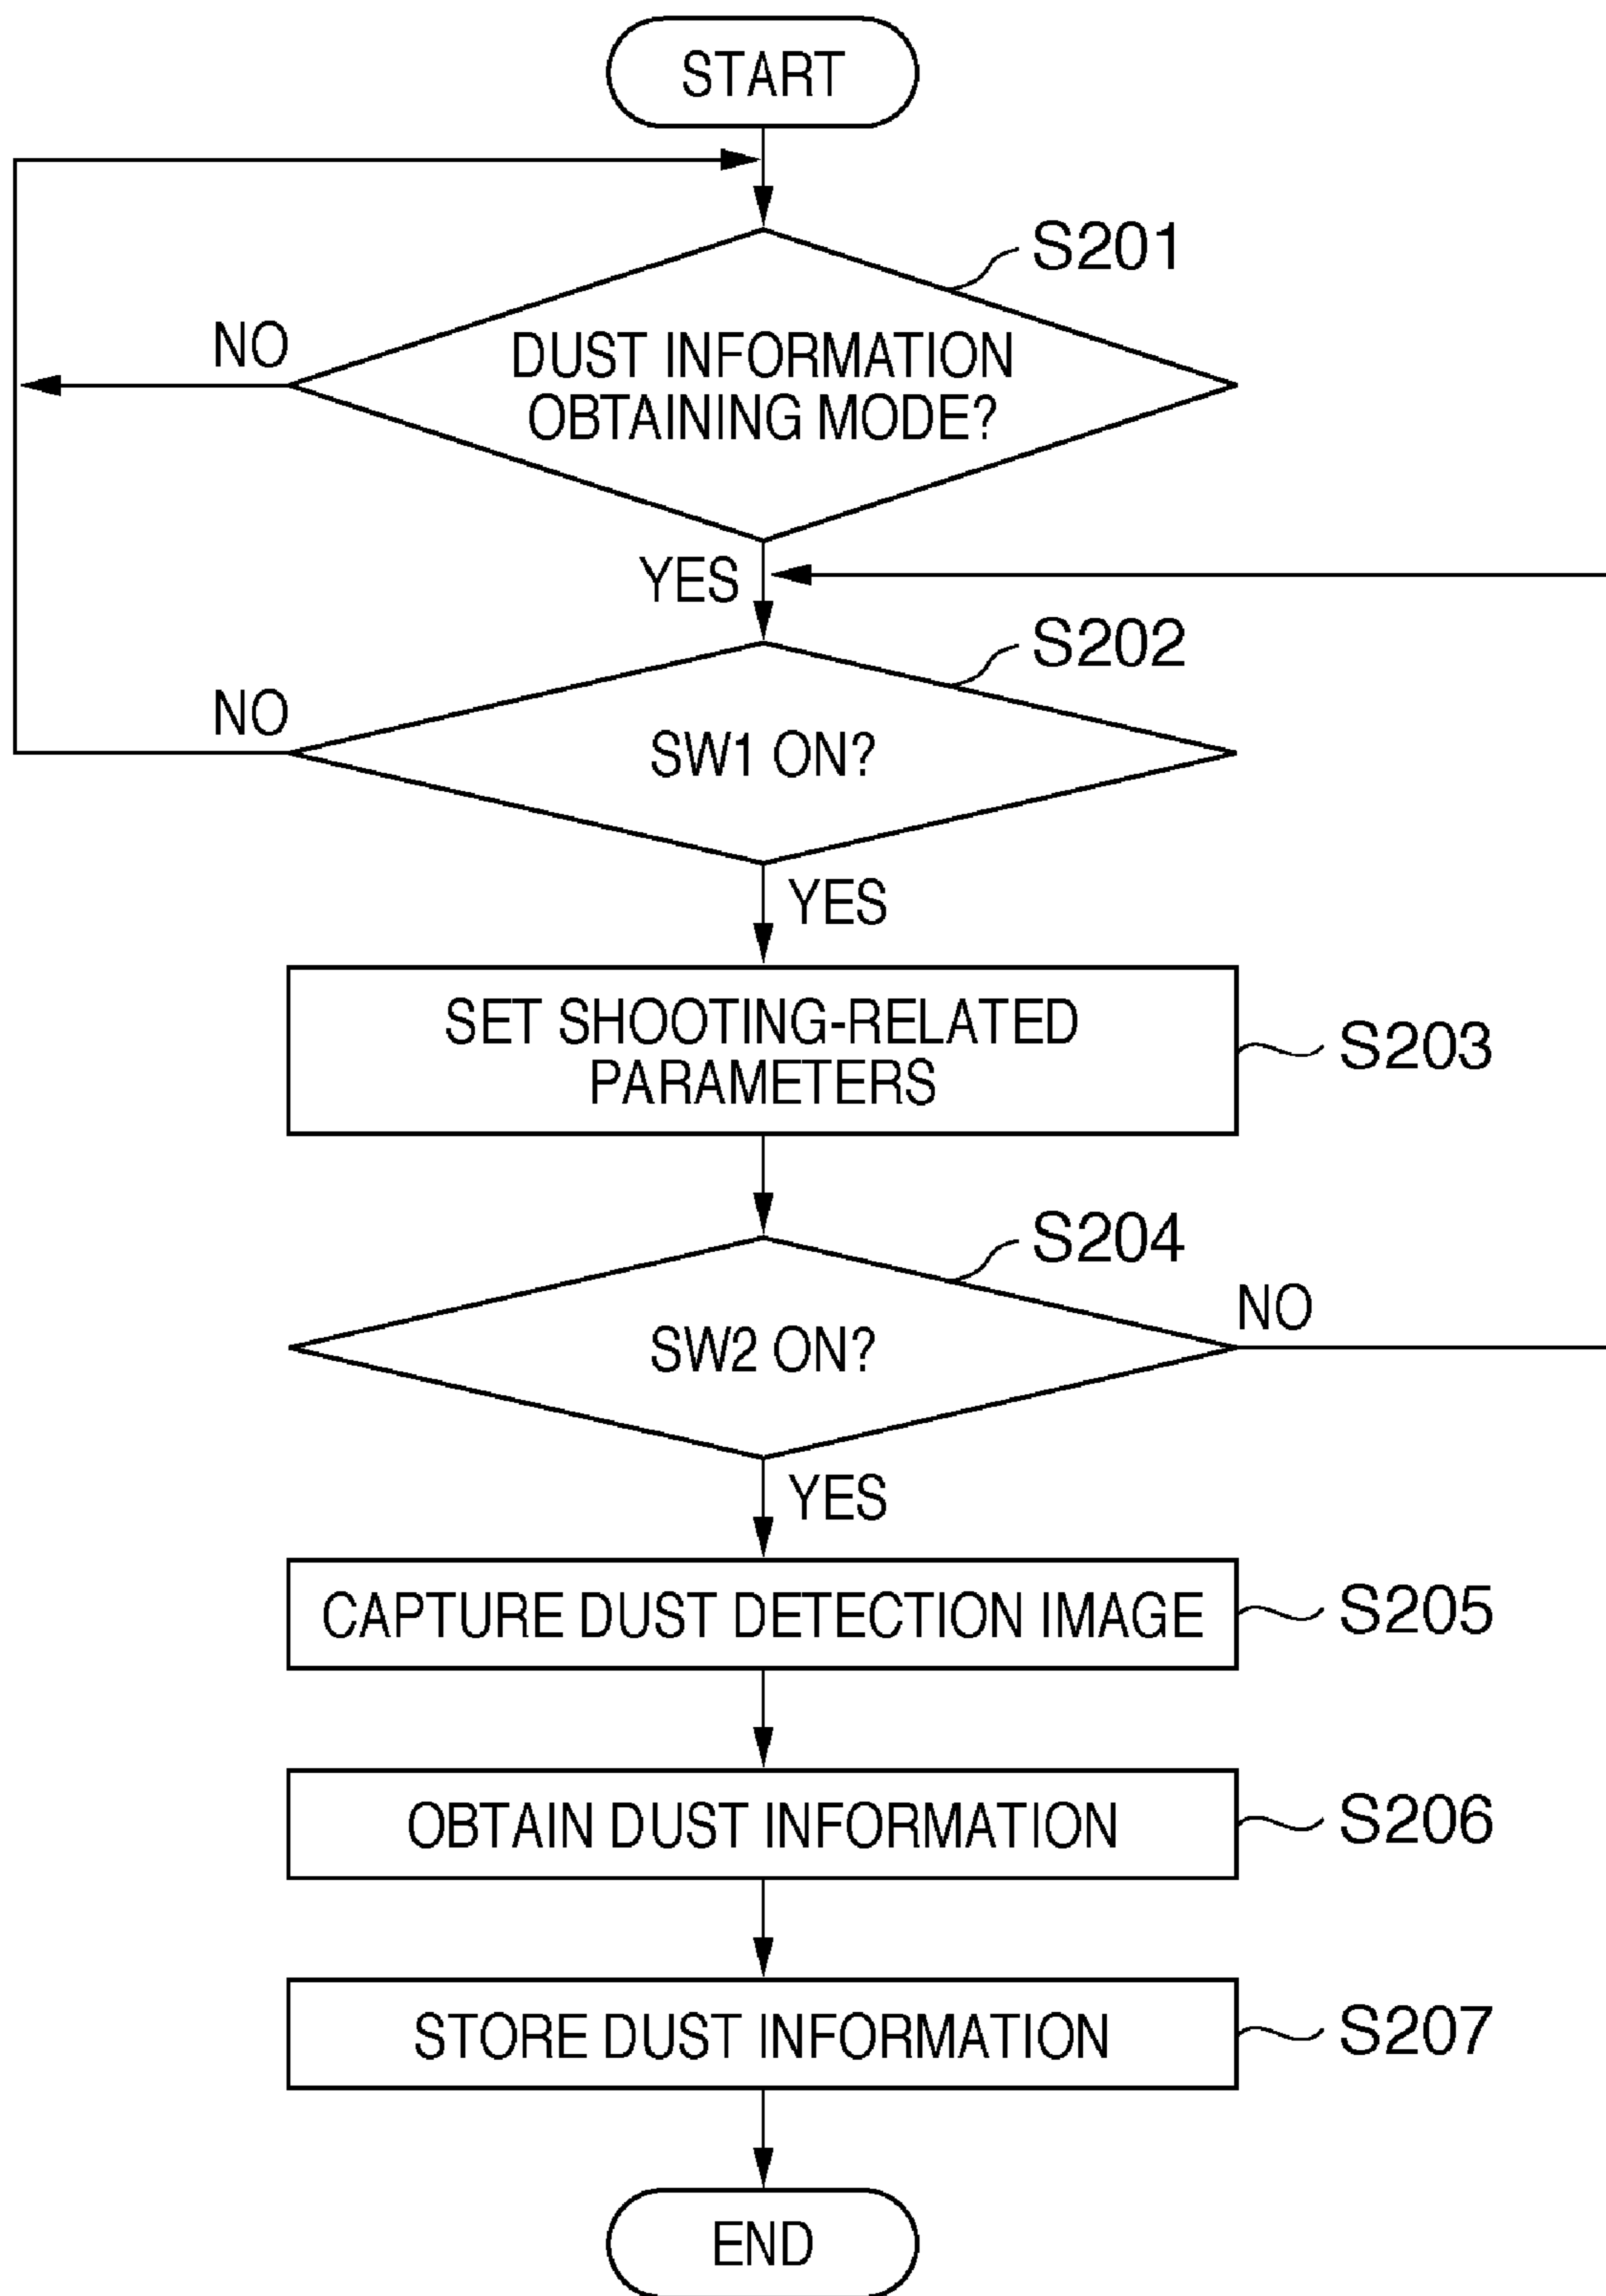 START
S201
NO
DUST INFORMATION
OBTAINING MODE?
YES
S202
NO
SW1 ON?
YES
SET SHOOTING-RELATED
PARAMETERS
S203
S204
NO
SW2 ON?
YES
CAPTURE DUST DETECTION IMAGE
S205
OBTAIN DUST INFORMATION
S206
STORE DUST INFORMATION
S207
END